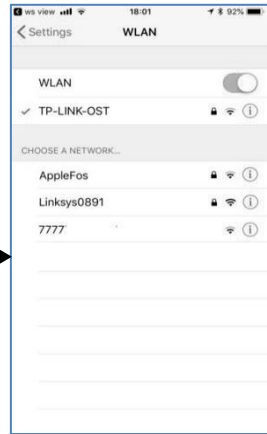 ws view 18:01 92%
Settings WLAN
WLAN
TP-LINK-OST
CHOOSE A NETWORK...
AppleFos
Linksys0891
7777